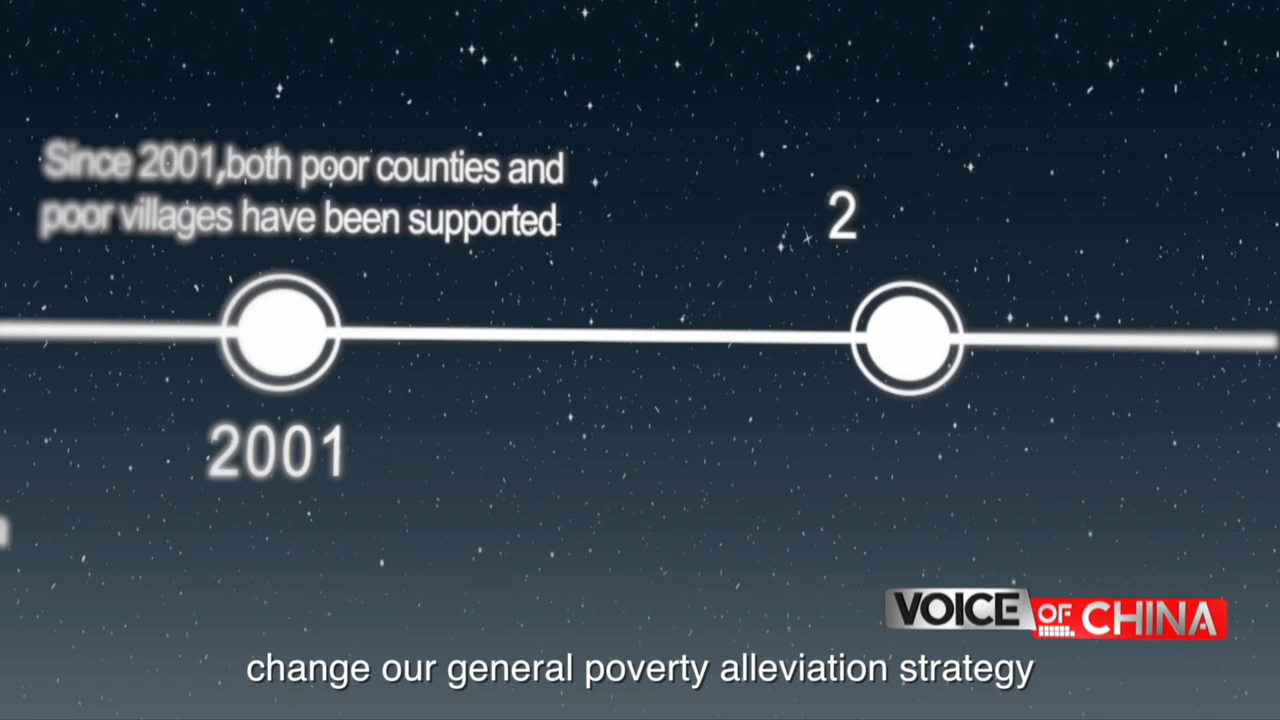 Since 2001,both poor counties and
poor villages have been supported
2
2001
VOICE OF CHINA
change our general poverty alleviation strategy